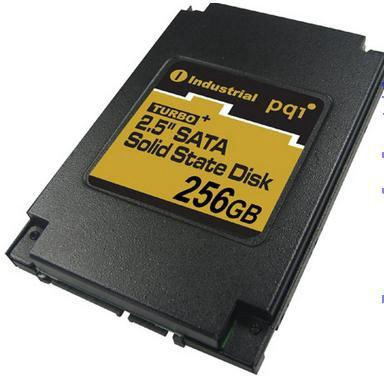 Industrial pqi
TURBO+
2.5" SATA
Solid State Disk
256GB